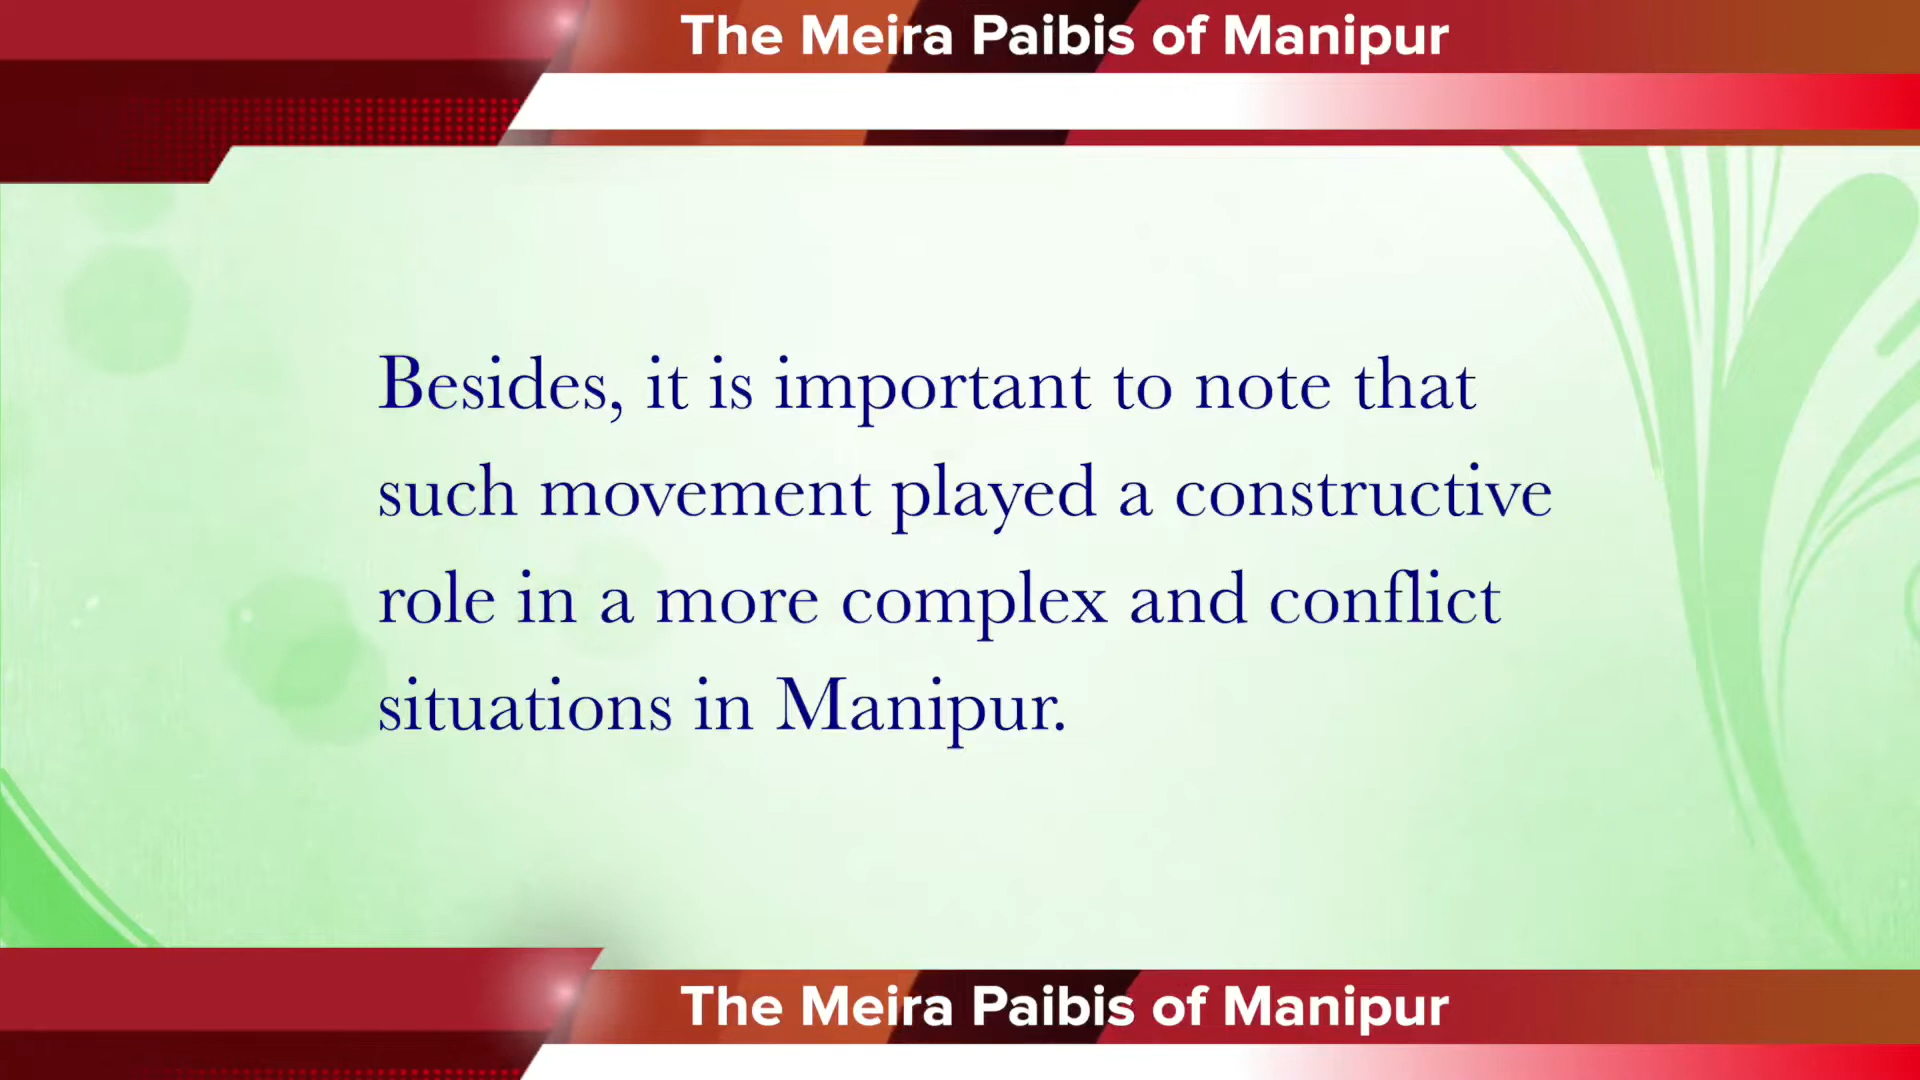 The Meira Paibis of Manipur
Besides, it is important to note that
such movement played a constructive
role in a more complex and conflict
situations in Manipur.
The Meira Paibis of Manipur